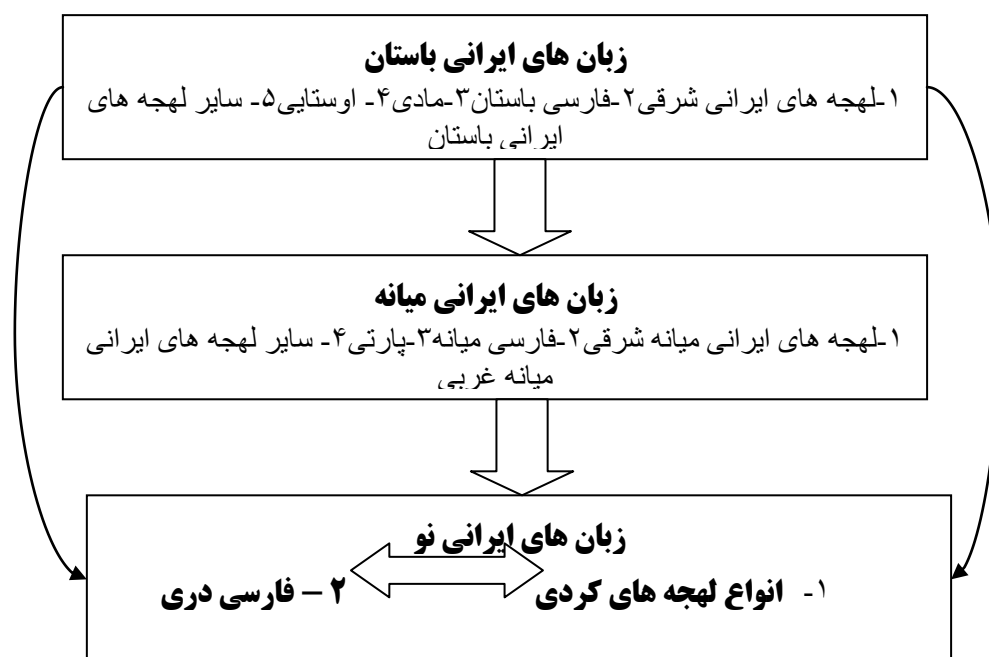 زبان های ایرانی باستان
۱-لهجه های ایرانی شرقی۲-فارسی باستان۳-مادی۴- اوستایی۵- سایر لهجه های
ایرانی باستان
زبان های ایرانی میانه
۱-لهجه های ایرانی میانه شرقی۲-فارسی میانه۳-پارتی۴- سایر لهجه های ایرانی
میانه غربی
زبان های ایرانی نو
۱- انواع لهجه های کردی ۲ – فارسی دری